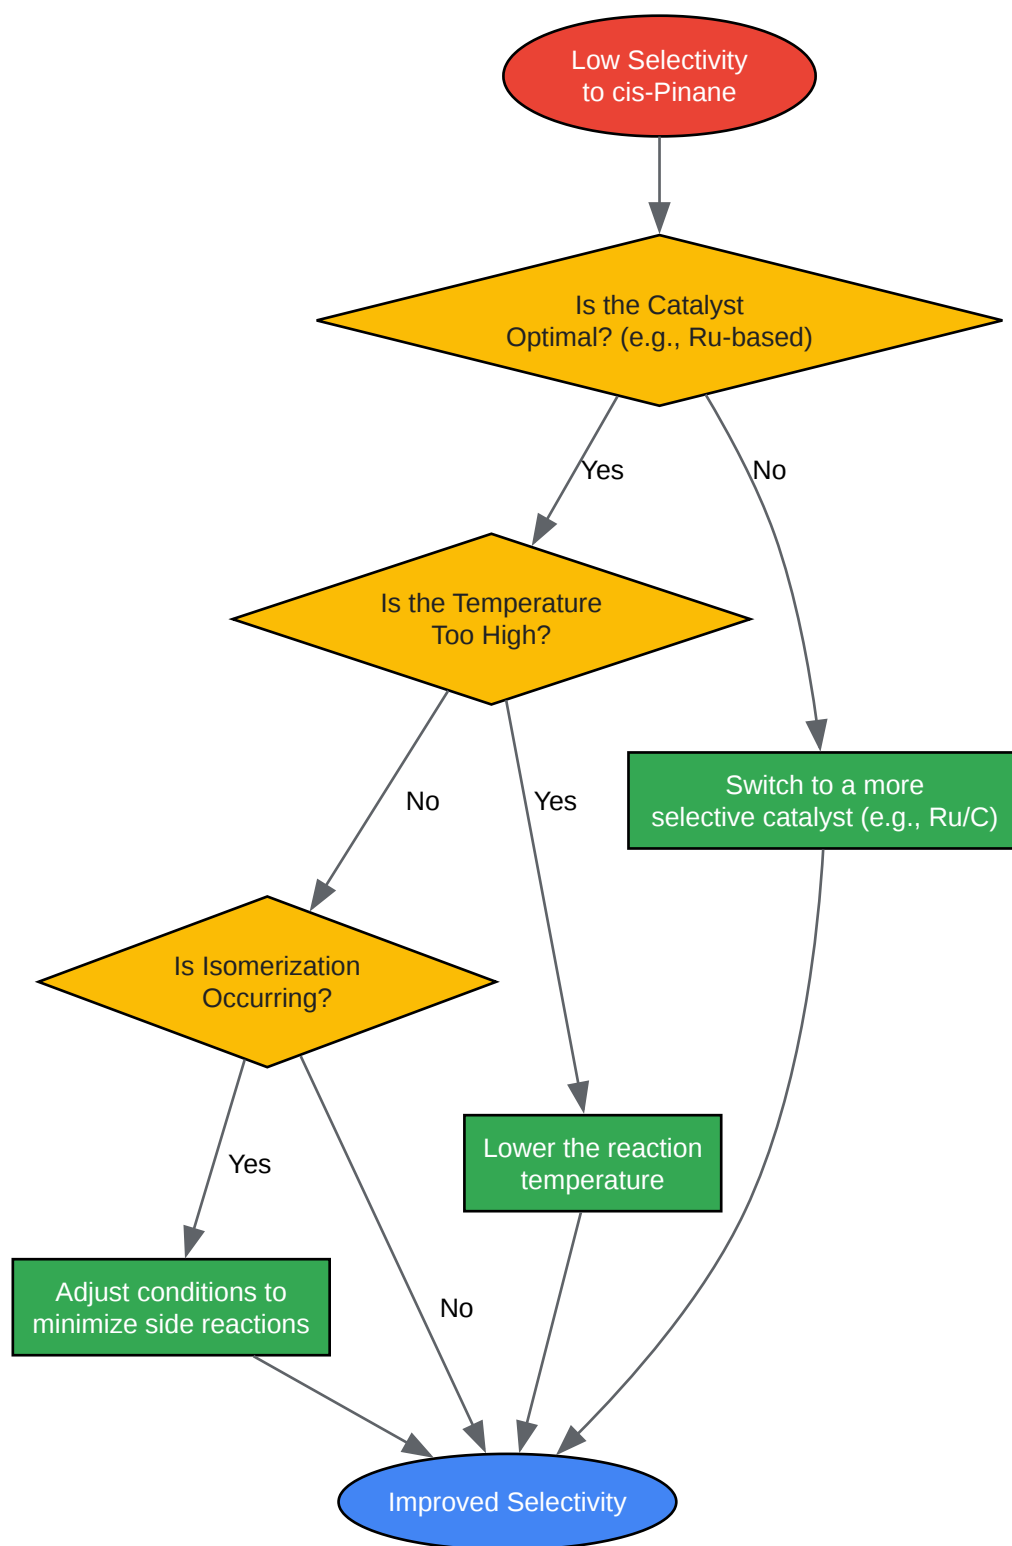 Low Selectivity
to cis-Pinane
Is the Catalyst
Optimal? (e.g., Ru-based)
Yes
No
Is the Temperature
Too High?
Switch to a more
selective catalyst (e.g., Ru/C)
No
Yes
Is Isomerization
Occurring?
Lower the reaction
temperature
Yes
Adjust conditions to
minimize side reactions
No
Improved Selectivity